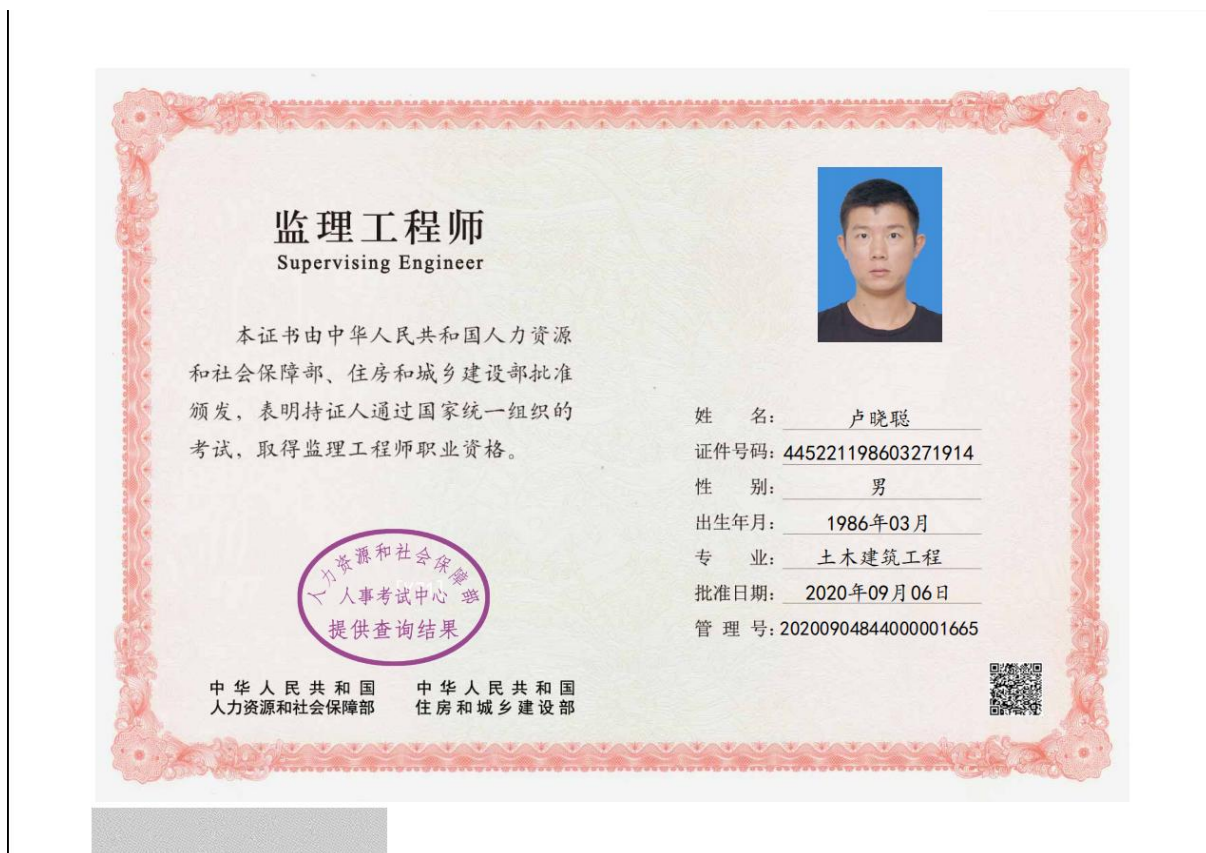 监理工程师
Supervising Engineer
本证书由中华人民共和国人力资源
和社会保障部、住房和城乡建设部批准
颁发,表明持证人通过国家统一组织的
考试,取得监理工程师职业资格。
人力资源和社会保障部
人事考试中心
提供查询结果
中华人民共和国
人力资源和社会保障部
中华人民共和国
住房和城乡建设部
姓 名: 卢晓聪
证件号码: 445221198603271914
性 别: 男
出生年月: 1986年03月
专 业: 土木建筑工程
批准日期: 2020年09月06日
管 理 号: 20200904844000001665